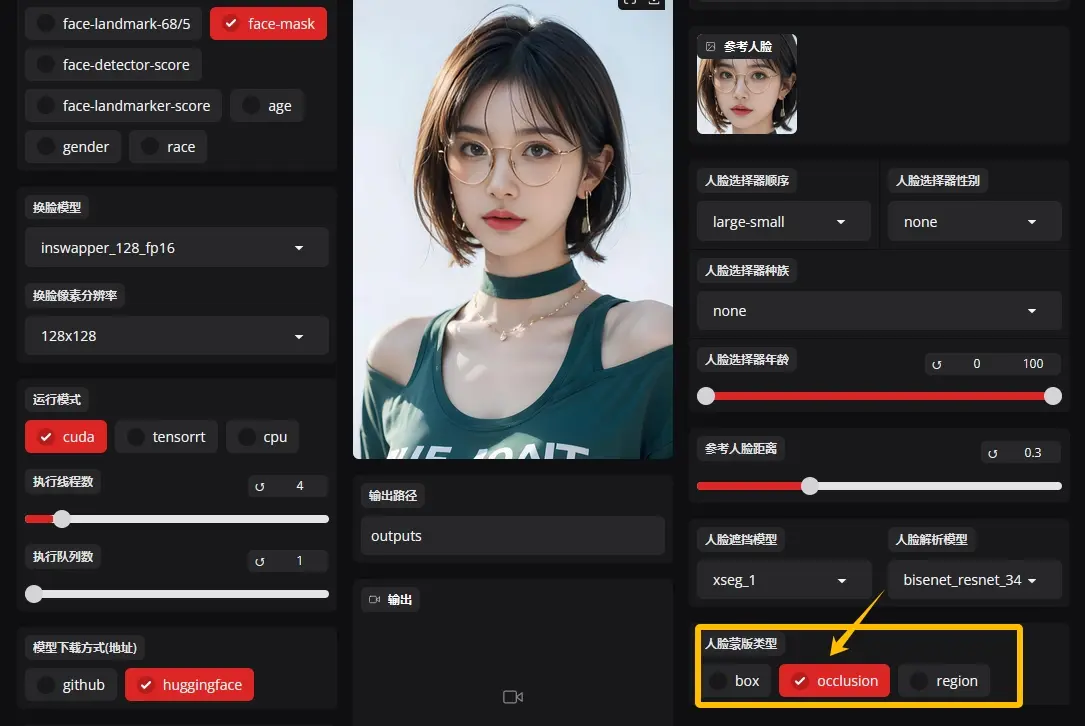 face-landmark-68/5
face-mask
face-detector-score
face-landmarker-score
age
gender
race
换脸模型
inswapper_128_fp16
换脸像素分辨率
128x128
运行模式
cuda
tensorrt
cpu
执行线程数
4
执行队列数
1
模型下载方式(地址)
github
huggingface
输出路径
outputs
输出
参考人脸
人脸选择器顺序
人脸选择器性别
large-small
none
人脸选择器种族
none
人脸选择器年龄
0
100
参考人脸距离
0.3
人脸遮挡模型
人脸解析模型
xseg_1
bisenet_resnet_34
人脸蒙版类型
box
occlusion
region